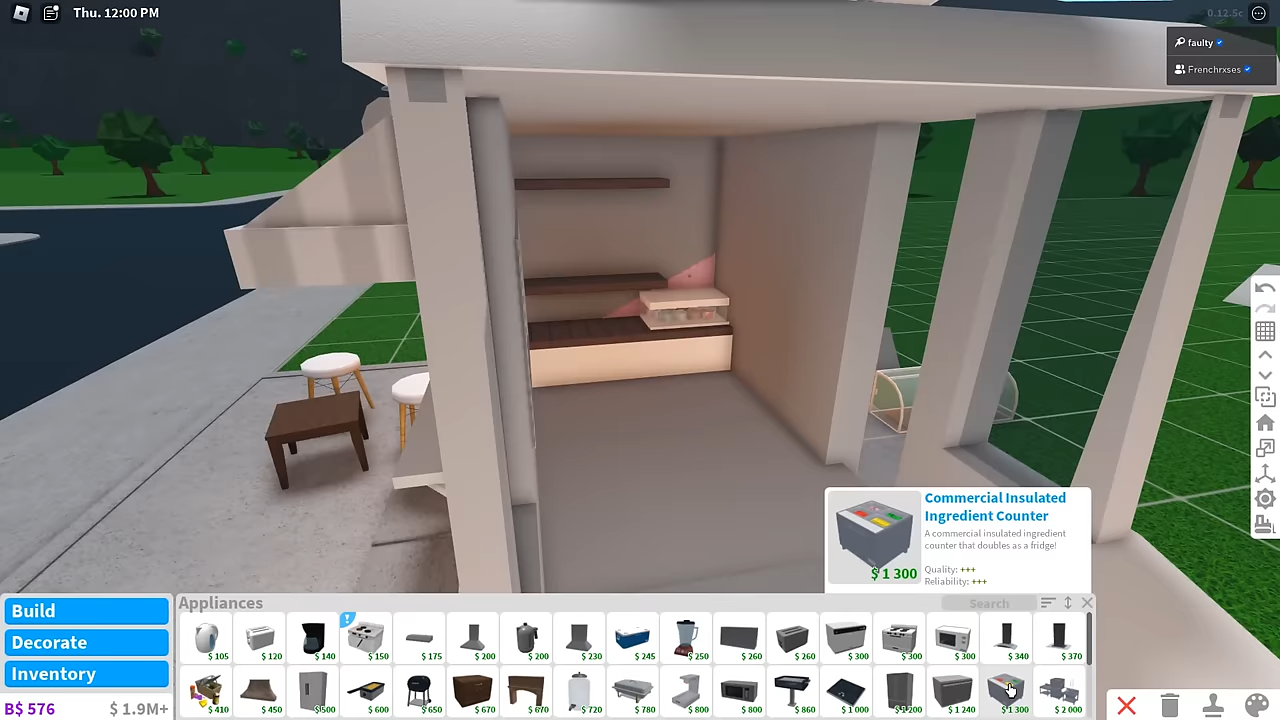 Thu. 12:00 PM
0.12.5c
faulty
Frenchrxses
Commercial Insulated
Ingredient Counter
A commercial insulated ingredient
counter that doubles as a fridge!
Quality: +++
Reliability: +++
$ 1 300
Build
Decorate
Inventory
B$ 576
$ 1.9M+
Appliances
Search
$ 105
$ 120
$ 140
$ 150
$ 175
$ 200
$ 200
$ 230
$ 245
$ 250
$ 260
$ 260
$ 300
$ 300
$ 300
$ 340
$ 370
$ 410
$ 450
$ 500
$ 600
$ 650
$ 670
$ 670
$ 720
$ 780
$ 800
$ 800
$ 860
$ 1 000
$ 1 200
$ 1 240
$ 1 300
$ 2 000